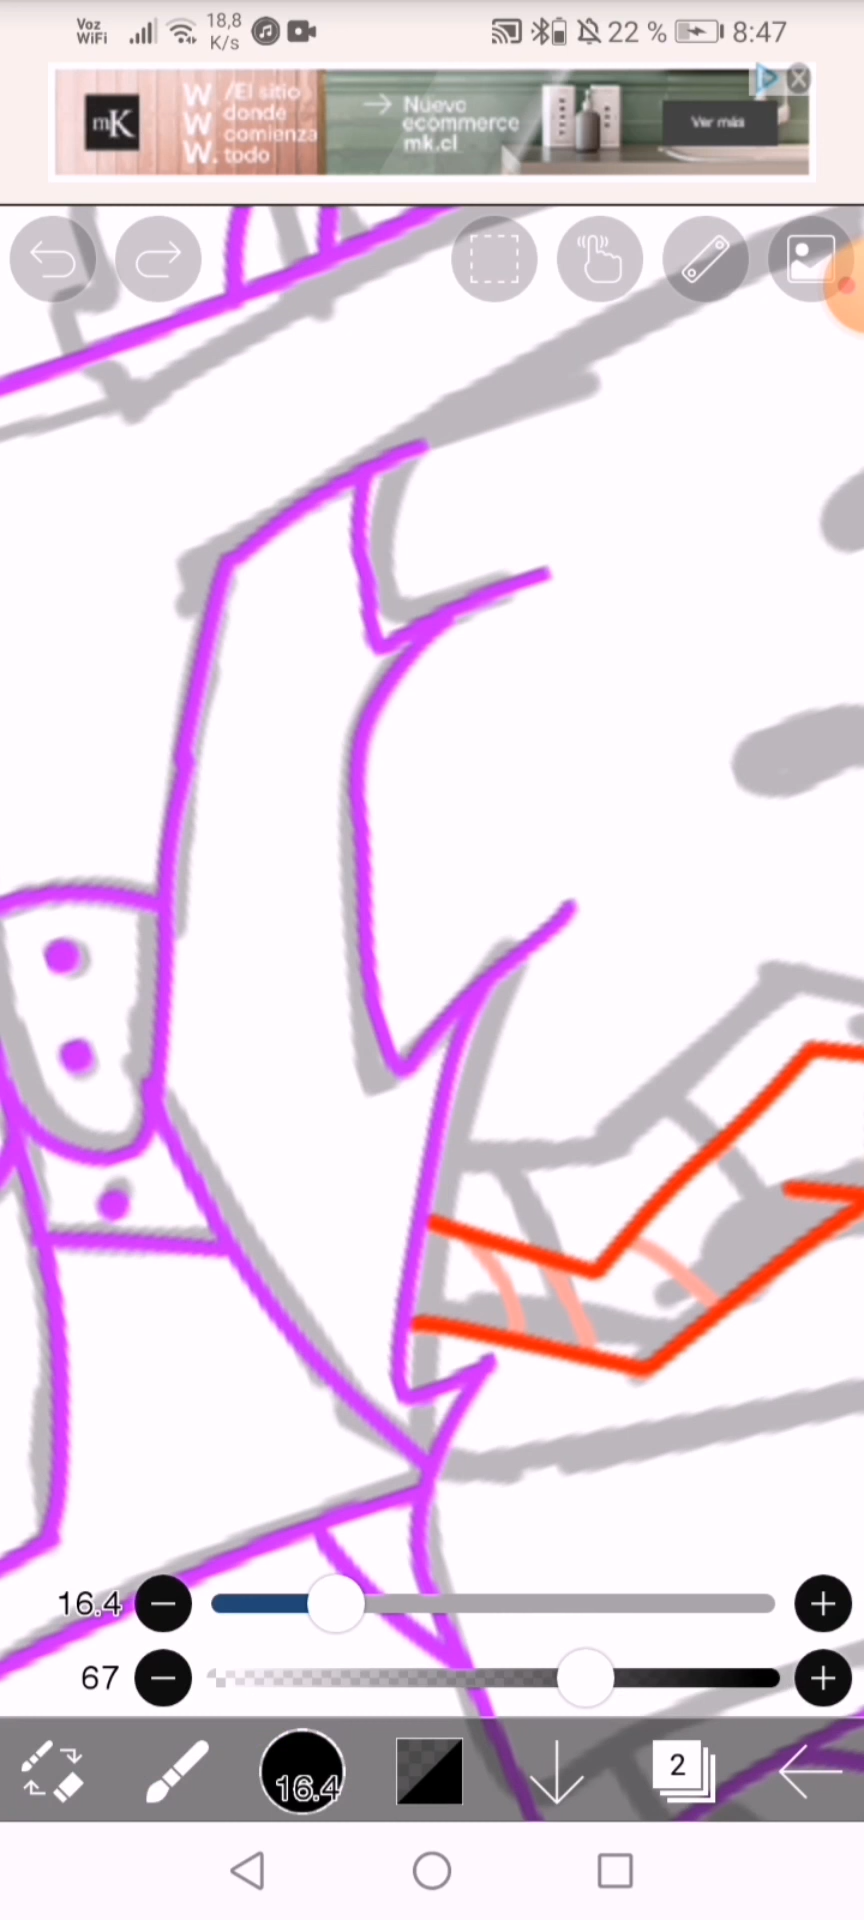 Voz
WiFi
18,8
K/s
22 %
8:47
mK
W
W
W.
/El sitio
donde
comienza
todo
Nuevo
ecommerce
mk.cl
Ver más
16.4
67
16.4
2